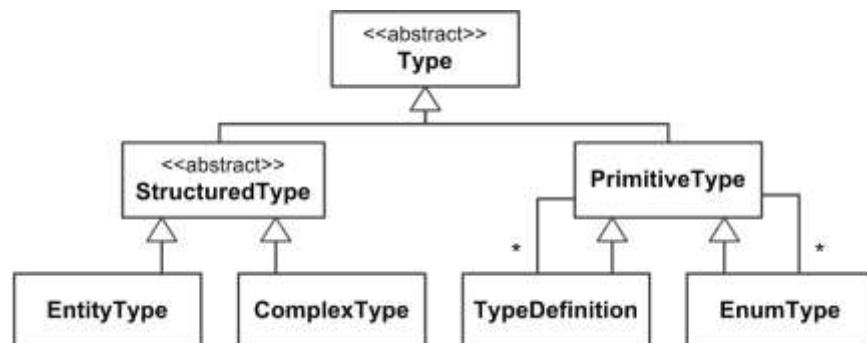 <<abstract>>
Type
<<abstract>>
StructuredType
PrimitiveType
* *
EntityType
ComplexType
TypeDefinition
EnumType